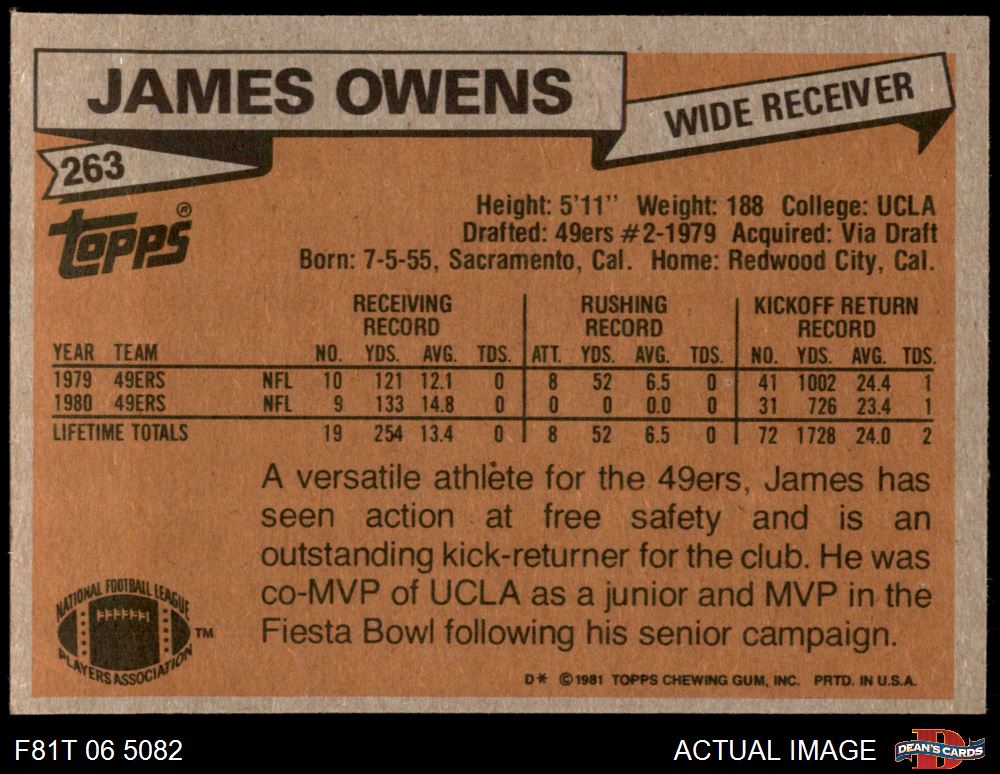 JAMES OWENS
WIDE RECEIVER
263
topps®
Height: 5'11'' Weight: 188 College: UCLA
Drafted: 49ers #2-1979 Acquired: Via Draft
Born: 7-5-55, Sacramento, Cal. Home: Redwood City, Cal.
RECEIVING RECORD RUSHING RECORD KICKOFF RETURN RECORD
YEAR TEAM NO. YDS. AVG. TDS. ATT. YDS. AVG. TDS. NO. YDS. AVG. TDS.
1979 49ERS NFL 10 121 12.1 0 8 52 6.5 0 41 1002 24.4 1
1980 49ERS NFL 9 133 14.8 0 0 0 0.0 0 31 726 23.4 1
LIFETIME TOTALS 19 254 13.4 0 8 52 6.5 0 72 1728 24.0 2
A versatile athlete for the 49ers, James has
seen action at free safety and is an
outstanding kick-returner for the club. He was
co-MVP of UCLA as a junior and MVP in the
Fiesta Bowl following his senior campaign.
NATIONAL FOOTBALL LEAGUE
PLAYERS ASSOCIATION TM
D* ©1981 TOPPS CHEWING GUM, INC. PRTD. IN U.S.A.
F81T 06 5082
ACTUAL IMAGE
D
DEAN'S CARDS